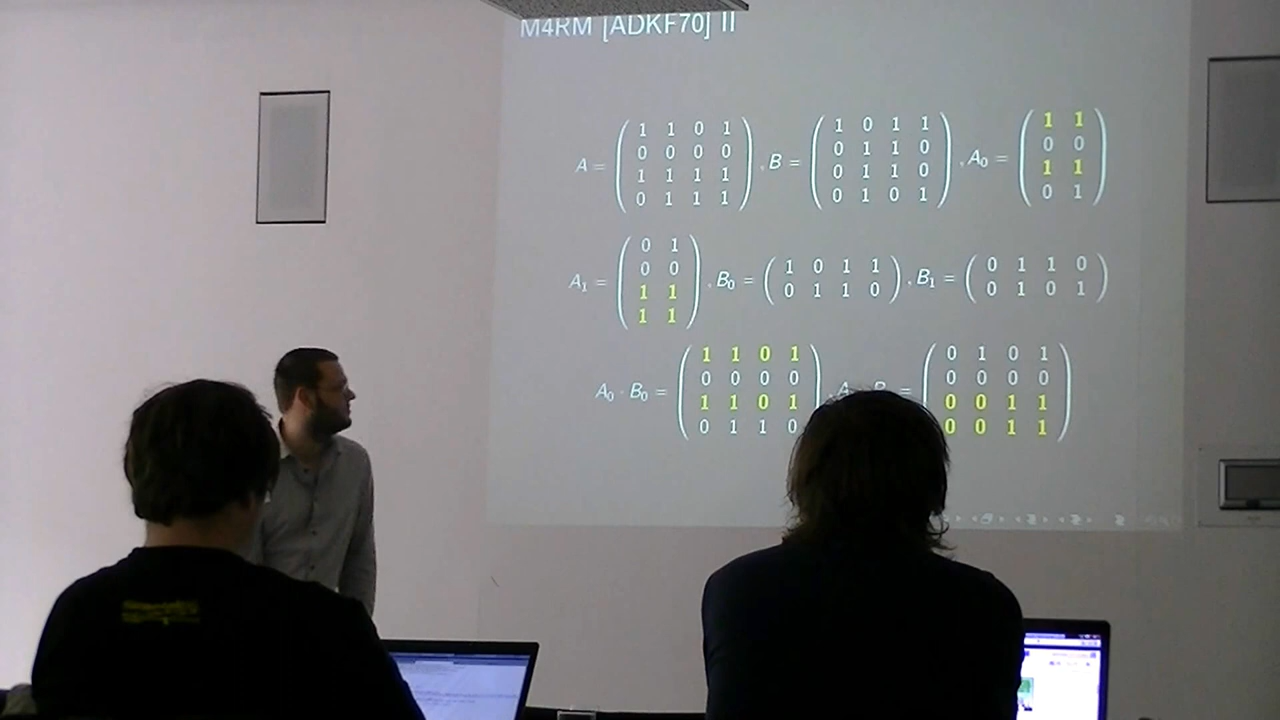 M4RM [ADKF70] II
A = ( 1 1 0 1 ) , B = ( 1 0 1 1 ) , A₀ = ( 1 1 )
0 0 0 0 0 1 1 0 0 0
1 1 1 1 0 1 1 0 1 1
0 1 1 1 0 1 0 1 0 1
A₁ = ( 0 1 ) , B₀ = ( 1 0 1 1 ) , B₁ = ( 0 1 1 0 )
0 0 0 1 1 0 0 1 0 1
1 1
1 1
A₀ · B₀ = ( 1 1 0 1 ) = ( 0 1 0 1 )
0 0 0 0 0 0 0 0
1 1 0 1 0 0 1 1
0 1 1 0 0 0 1 1